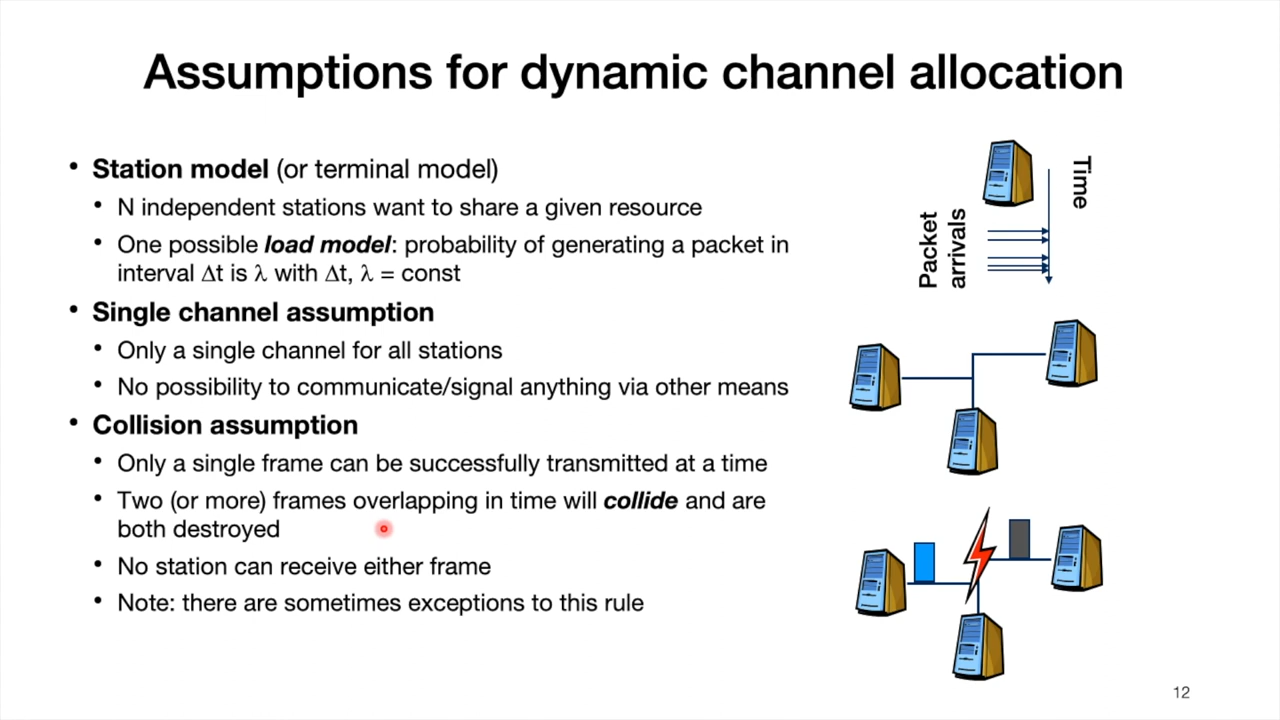 Assumptions for dynamic channel allocation
• Station model (or terminal model)
• N independent stations want to share a given resource
• One possible load model: probability of generating a packet in
interval Δt is λ with Δt, λ = const
• Single channel assumption
• Only a single channel for all stations
• No possibility to communicate/signal anything via other means
• Collision assumption
• Only a single frame can be successfully transmitted at a time
• Two (or more) frames overlapping in time will collide and are
both destroyed
• No station can receive either frame
• Note: there are sometimes exceptions to this rule
Time
Packet
arrivals
12